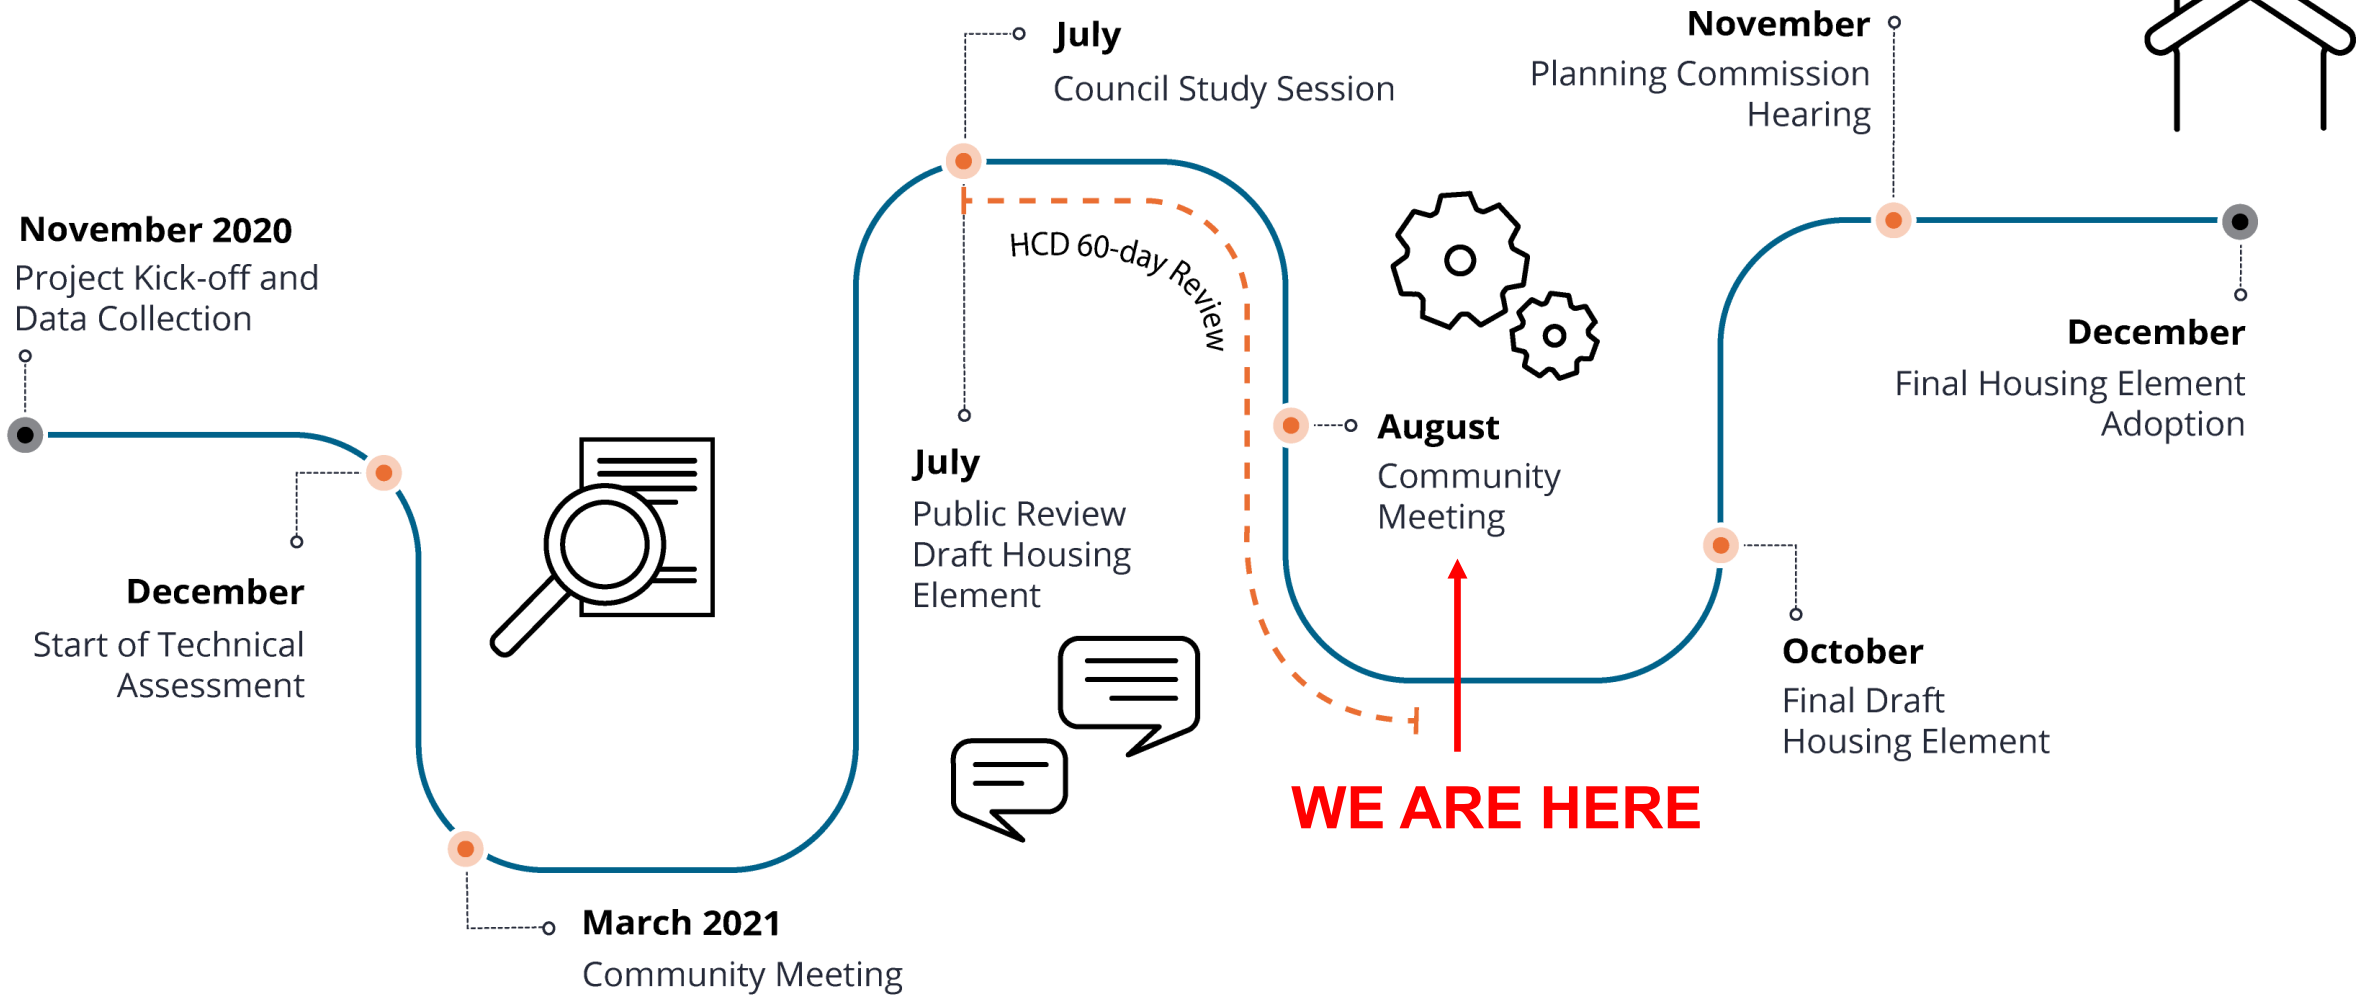 November 2020
Project Kick-off and
Data Collection
December
Start of Technical
Assessment
March 2021
Community Meeting
July
Council Study Session
HCD 60-day Review
July
Public Review
Draft Housing
Element
August
Community
Meeting
WE ARE HERE
October
Final Draft
Housing Element
November
Planning Commission
Hearing
December
Final Housing Element
Adoption